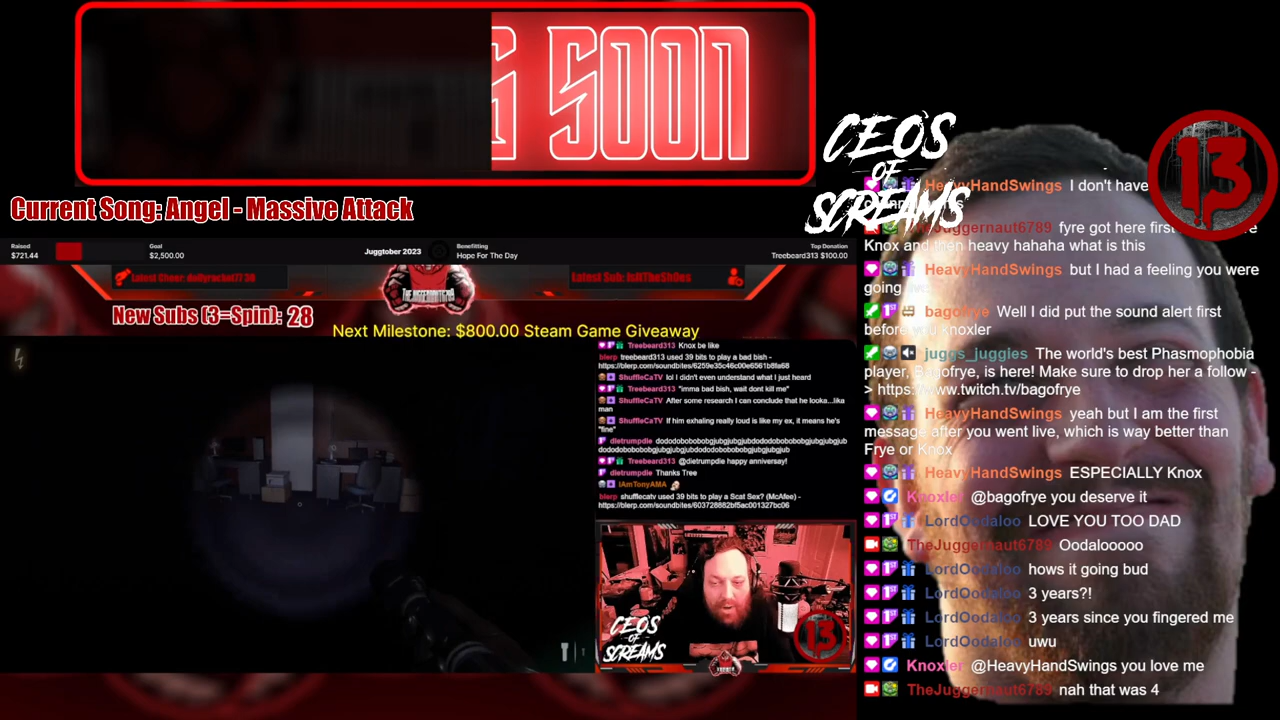 G SOON
CEO'S
OF
SCREAMS
13
Current Song: Angel - Massive Attack
Raised
$721.44
Goal
$2,500.00
Juggtober 2023
Benefitting
Hope For The Day
Top Donation
Treebeard313 $100.00
Latest Sub: IsItTheSh0es
New Subs (3=Spin): 28
Next Milestone: $800.00 Steam Game Giveaway
Treebeard313 Knox be like
blerp treebeard313 used 39 bits to play a bad bish -
ShuffleCaTV lol I didn't even understand what I just heard
Treebeard313 "imma bad bish, wait dont kill me"
ShuffleCaTV After some research I can conclude that he looka...lika
man
ShuffleCaTV If him exhaling really loud is like my ex, it means he's
"fine"
dietrumpdie
Treebeard313 @dietrumpdie happy anniversay!
dietrumpdie Thanks Tree
IAmTonyAMA
blerp shufflecatv used 39 bits to play a Scat Sex? (McAfee) -
https://blerp.com/soundbites/603728882bf5ac001327bc06
CEO'S
OF
SCREAMS
13
HeavyHandSwings I don't have
TheJuggernaut6789 fyre got here first
Knox and then heavy hahaha what is this
HeavyHandSwings but I had a feeling you were
going
bagofrye Well I did put the sound alert first
before you knoxler
juggs_juggies The world's best Phasmophobia
player, Bagofrye, is here! Make sure to drop her a follow -
> https://www.twitch.tv/bagofrye
HeavyHandSwings yeah but I am the first
message after you went live, which is way better than
Frye or Knox
HeavyHandSwings ESPECIALLY Knox
Knoxler @bagofrye you deserve it
LordOodaloo LOVE YOU TOO DAD
TheJuggernaut6789 Oodalooooo
LordOodaloo hows it going bud
LordOodaloo 3 years?!
LordOodaloo 3 years since you fingered me
LordOodaloo uwu
Knoxler @HeavyHandSwings you love me
TheJuggernaut6789 nah that was 4